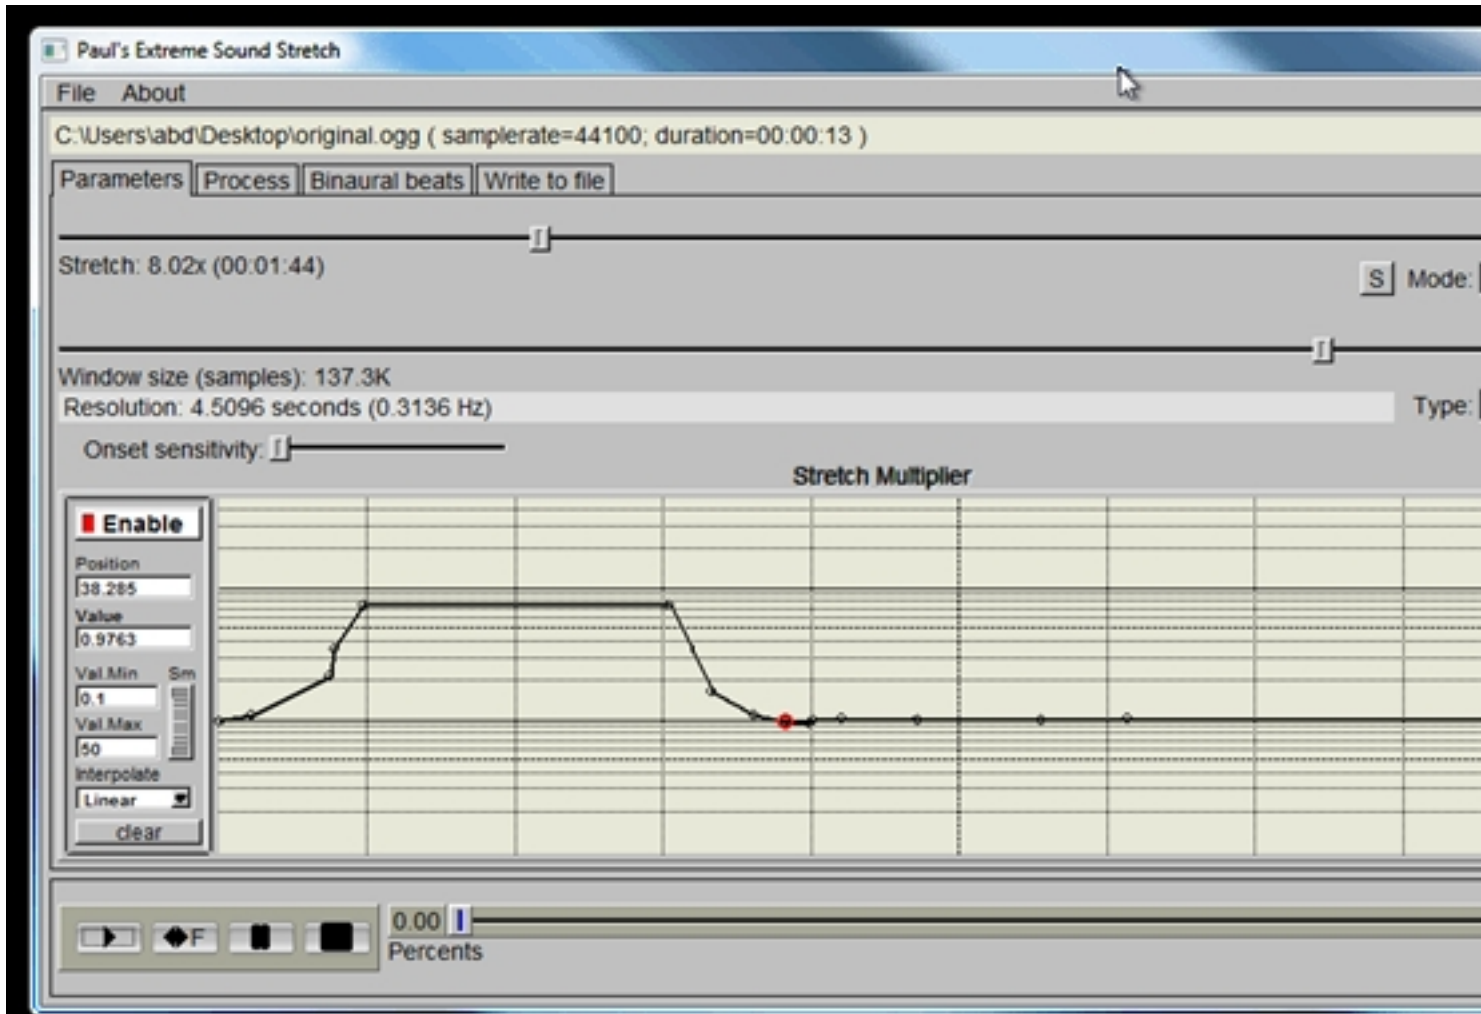 Paul's Extreme Sound Stretch
File About
C:\Users\abd\Desktop\original.ogg ( samplerate=44100; duration=00:00:13 )
Parameters Process Binaural beats Write to file
Stretch: 8.02x (00:01:44)
S Mode:
Window size (samples): 137.3K
Resolution: 4.5096 seconds (0.3136 Hz)
Type:
Onset sensitivity:
Stretch Multiplier
Enable
Position
38.285
Value
0.9763
Val.Min Sm
0.1
Val.Max
50
Interpolate
Linear
clear
F
0.00
Percents